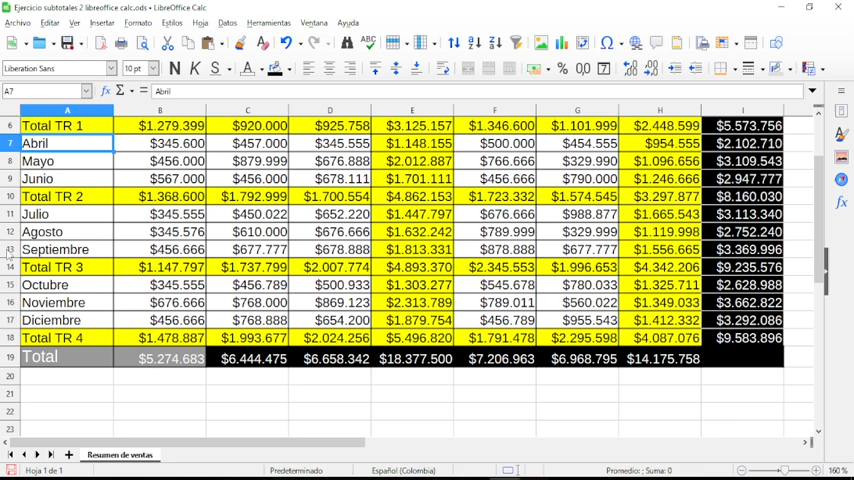 Ejercicio subtotales 2 libreoffice calc.ods • LibreOffice Calc
Archivo Editar Ver Insertar Formato Estilos Hoja Datos Herramientas Ventana Ayuda
Liberation Sans 10 pt N K S
A7 Abril
A B C D E F G H I
6 Total TR 1 $1.279.399 $920.000 $925.758 $3.125.157 $1.346.600 $1.101.999 $2.448.599 $5.573.756
7 Abril $345.600 $457.000 $345.555 $1.148.155 $500.000 $454.555 $954.555 $2.102.710
8 Mayo $456.000 $879.999 $676.888 $2.012.887 $766.666 $329.990 $1.096.656 $3.109.543
9 Junio $567.000 $456.000 $678.111 $1.701.111 $456.666 $790.000 $1.246.666 $2.947.777
10 Total TR 2 $1.368.600 $1.792.999 $1.700.554 $4.862.153 $1.723.332 $1.574.545 $3.297.877 $8.160.030
11 Julio $345.555 $450.022 $652.220 $1.447.797 $676.666 $988.877 $1.665.543 $3.113.340
12 Agosto $345.576 $610.000 $676.666 $1.632.242 $789.999 $329.999 $1.119.998 $2.752.240
13 Septiembre $456.666 $677.777 $678.888 $1.813.331 $878.888 $677.777 $1.556.665 $3.369.996
14 Total TR 3 $1.147.797 $1.737.799 $2.007.774 $4.893.370 $2.345.553 $1.996.653 $4.342.206 $9.235.576
15 Octubre $345.555 $456.789 $500.933 $1.303.277 $545.678 $780.033 $1.325.711 $2.628.988
16 Noviembre $676.666 $768.000 $869.123 $2.313.789 $789.011 $560.022 $1.349.033 $3.662.822
17 Diciembre $456.666 $768.888 $654.200 $1.879.754 $456.789 $955.543 $1.412.332 $3.292.086
18 Total TR 4 $1.478.887 $1.993.677 $2.024.256 $5.496.820 $1.791.478 $2.295.598 $4.087.076 $9.583.896
19 Total $5.274.683 $6.444.475 $6.658.342 $18.377.500 $7.206.963 $6.968.795 $14.175.758
20
21
22
23
Resumen de ventas
Hoja 1 de 1 Predeterminado Español (Colombia) Promedio: ; Suma: 0 160 %